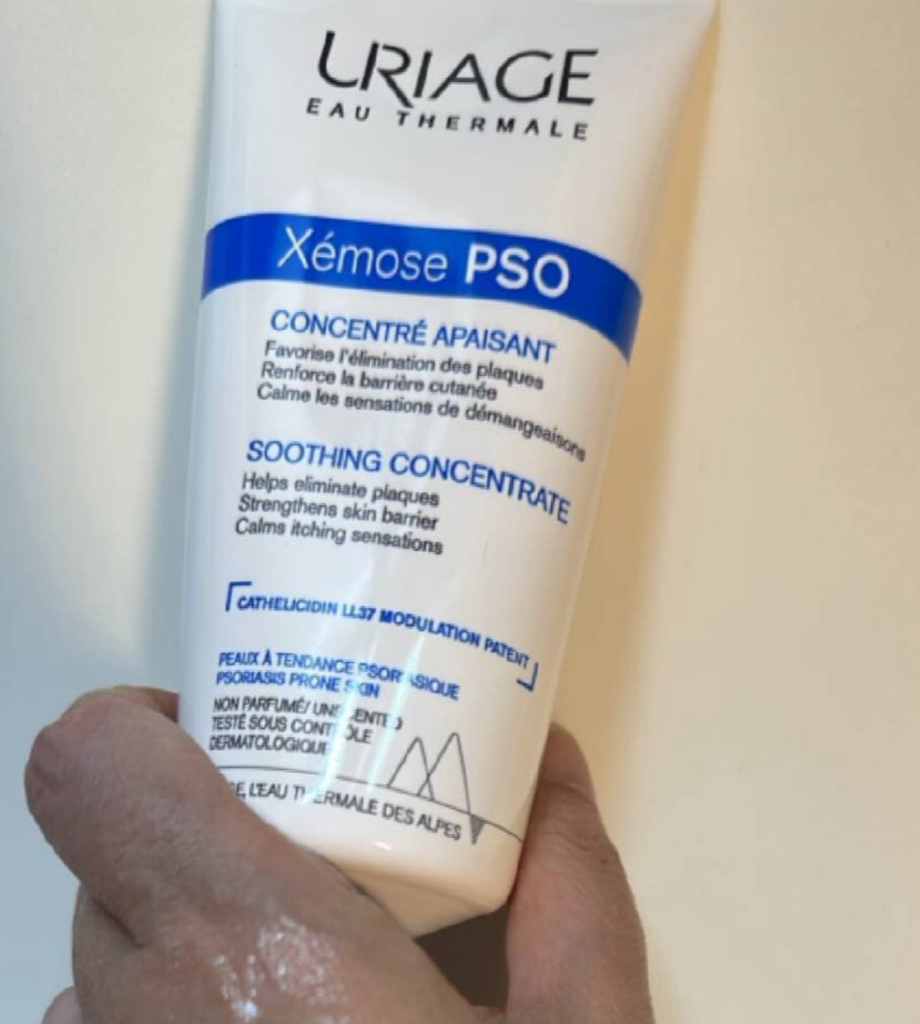 URIAGE
EAU THERMALE
Xémose PSO
CONCENTRÉ APAISANT
Favorise l'élimination des plaques
Renforce la barrière cutanée
Calme les sensations de démangeaisons
SOOTHING CONCENTRATE
Helps eliminate plaques
Strengthens skin barrier
Calms itching sensations
CATHELICIDIN LL37 MODULATION PATENT
PEAUX À TENDANCE PSORIASIQUE
PSORIASIS PRONE SKIN
NON PARFUMÉ/ UNSCENTED
TESTÉ SOUS CONTRÔLE
DERMATOLOGIQUE
L'EAU THERMALE DES ALPES